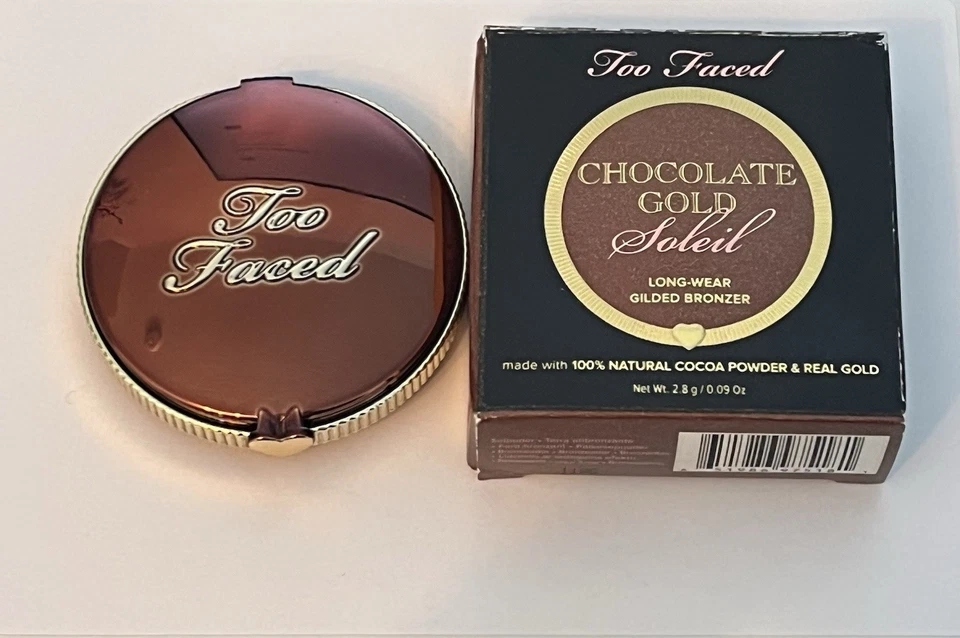 Too
Faced
Too Faced
CHOCOLATE
GOLD
Soleil
LONG-WEAR
GILDED BRONZER
made with 100% NATURAL COCOA POWDER & REAL GOLD
Net Wt. 2.8 g / 0.09 Oz